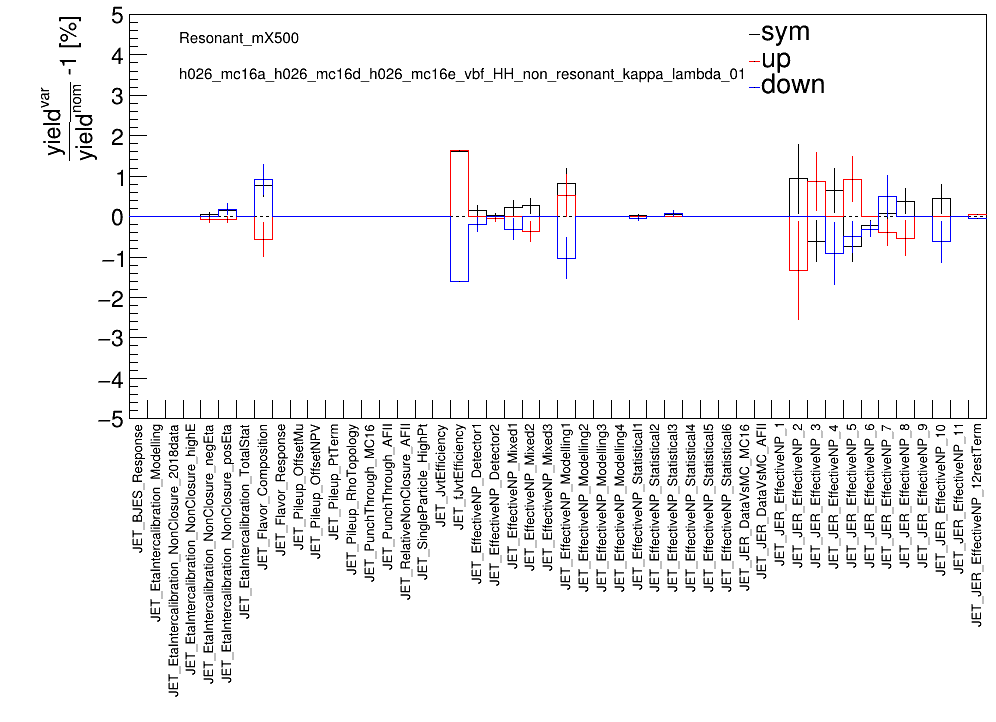 yield^var
yield^nom -1 [%]
5
4
3
2
1
0
−1
−2
−3
−4
−5
Resonant_mX500
h026_mc16a_h026_mc16d_h026_mc16e_vbf_HH_non_resonant_kappa_lambda_01
sym
up
down
JET_BJES_Response
JET_EtaIntercalibration_Modelling
JET_EtaIntercalibration_NonClosure_2018data
JET_EtaIntercalibration_NonClosure_highE
JET_EtaIntercalibration_NonClosure_negEta
JET_EtaIntercalibration_NonClosure_posEta
JET_EtaIntercalibration_TotalStat
JET_Flavor_Composition
JET_Flavor_Response
JET_Pileup_OffsetMu
JET_Pileup_OffsetNPV
JET_Pileup_PtTerm
JET_Pileup_RhoTopology
JET_PunchThrough_MC16
JET_PunchThrough_AFII
JET_RelativeNonClosure_AFII
JET_SingleParticle_HighPt
JET_JvtEfficiency
JET_fJvtEfficiency
JET_EffectiveNP_Detector1
JET_EffectiveNP_Detector2
JET_EffectiveNP_Mixed1
JET_EffectiveNP_Mixed2
JET_EffectiveNP_Mixed3
JET_EffectiveNP_Modelling1
JET_EffectiveNP_Modelling2
JET_EffectiveNP_Modelling3
JET_EffectiveNP_Modelling4
JET_EffectiveNP_Statistical1
JET_EffectiveNP_Statistical2
JET_EffectiveNP_Statistical3
JET_EffectiveNP_Statistical4
JET_EffectiveNP_Statistical5
JET_EffectiveNP_Statistical6
JET_JER_DataVsMC_MC16
JET_JER_DataVsMC_AFII
JET_JER_EffectiveNP_1
JET_JER_EffectiveNP_2
JET_JER_EffectiveNP_3
JET_JER_EffectiveNP_4
JET_JER_EffectiveNP_5
JET_JER_EffectiveNP_6
JET_JER_EffectiveNP_7
JET_JER_EffectiveNP_8
JET_JER_EffectiveNP_9
JET_JER_EffectiveNP_10
JET_JER_EffectiveNP_11
JET_JER_EffectiveNP_12restTerm